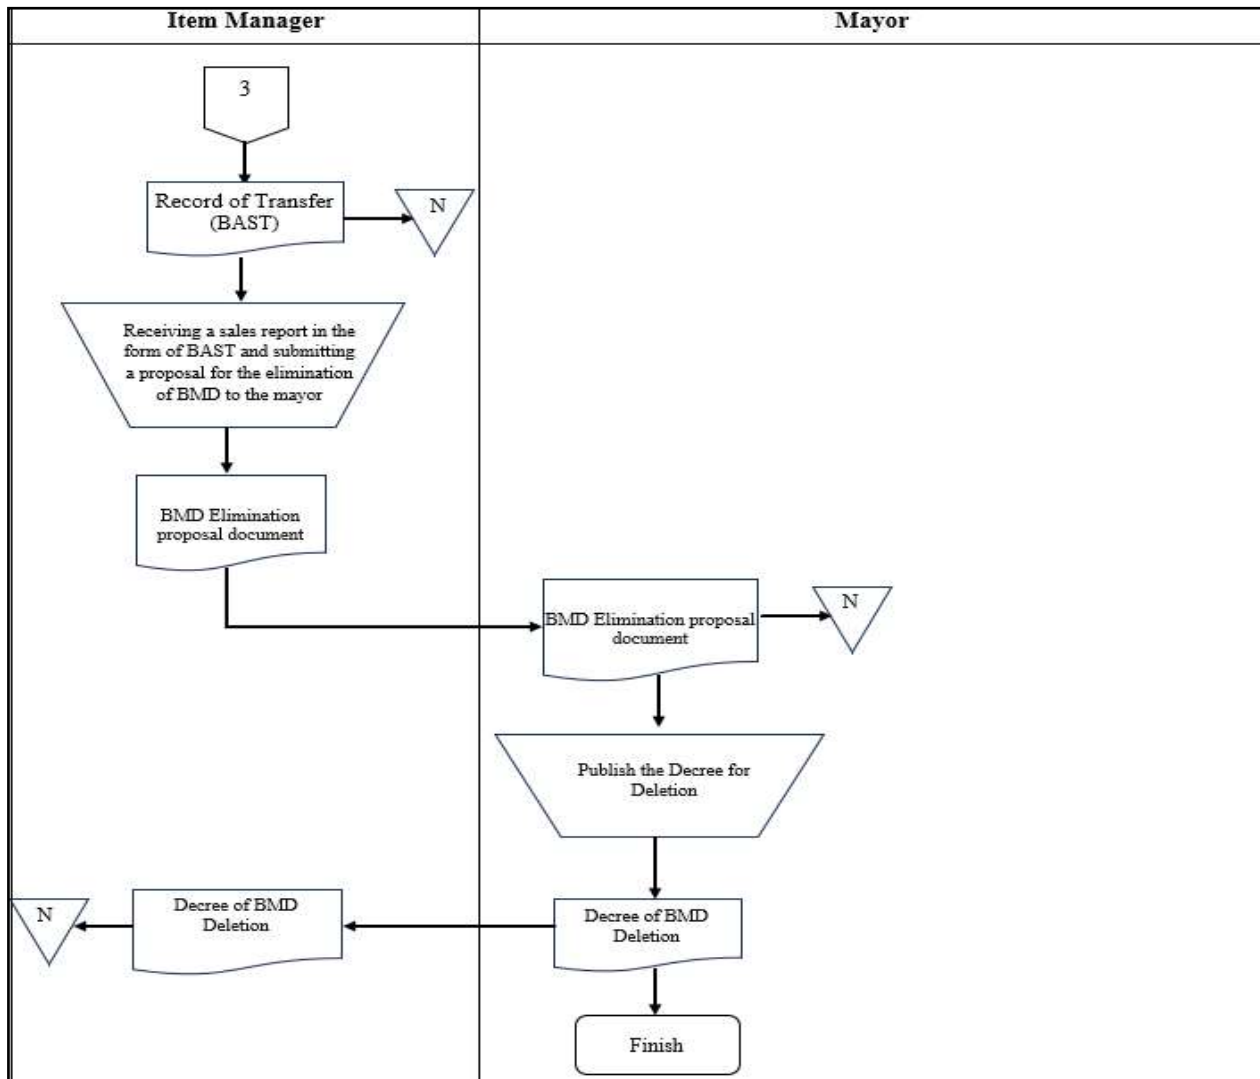 Item Manager
Mayor
3
Record of Transfer
(BAST)
N
Receiving a sales report in the
form of BAST and submitting
a proposal for the elimination
of BMD to the mayor
BMD Elimination
proposal document
BMD Elimination proposal
document
N
Publish the Decree for
Deletion
N
Decree of BMD
Deletion
Decree of BMD
Deletion
Finish